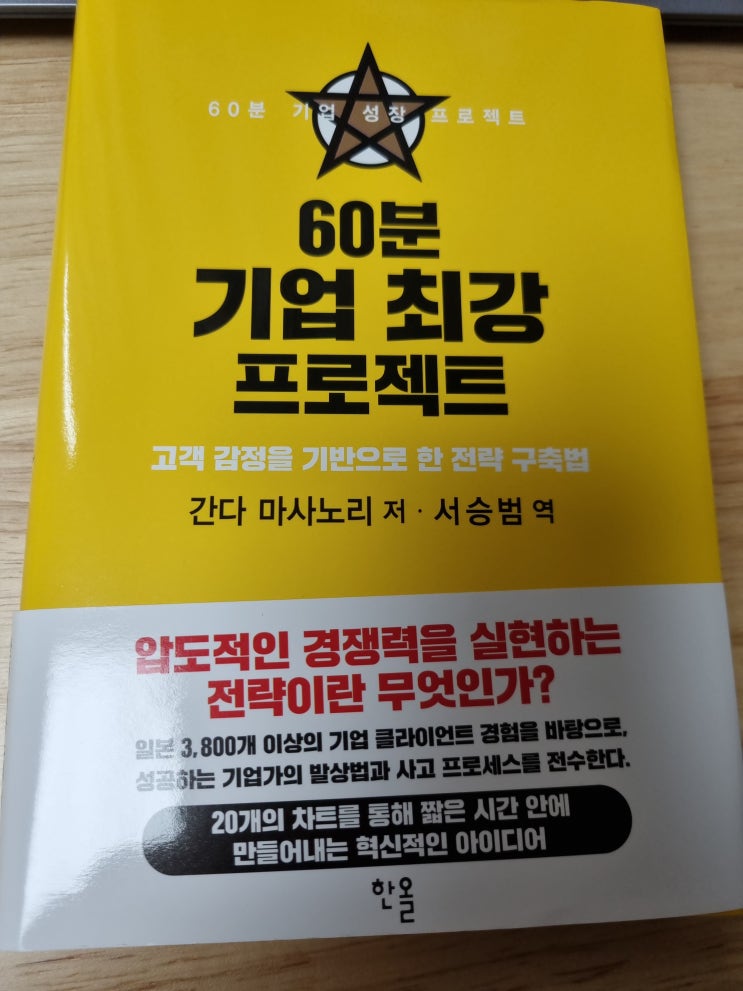 60분 기업 성장 프로젝트
60분
기업 최강
프로젝트
고객 감정을 기반으로 한 전략 구축법
간다 마사노리 저 · 서승범 역
압도적인 경쟁력을 실현하는
전략이란 무엇인가?
일본 3,800개 이상의 기업 클라이언트 경험을 바탕으로,
성공하는 기업가의 발상법과 사고 프로세스를 전수한다.
20개의 차트를 통해 짧은 시간 안에
만들어내는 혁신적인 아이디어
한올